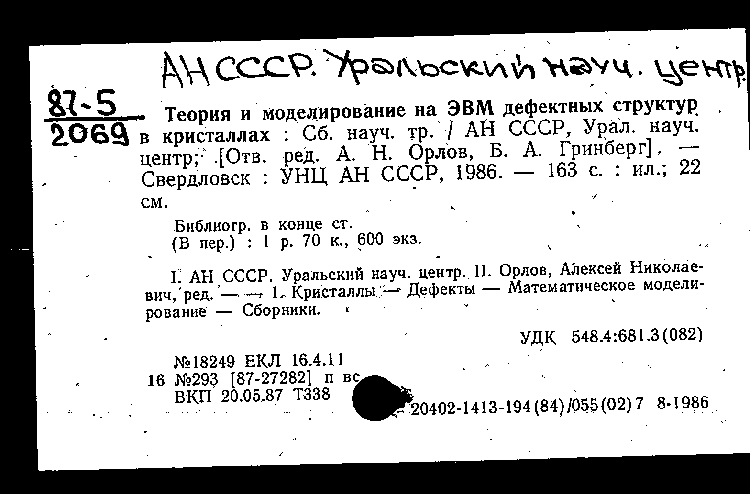 АН СССР. Уральский науч. центр.
87-5
2069
Теория и моделирование на ЭВМ дефектных структур
в кристаллах : Сб. науч. тр. / АН СССР, Урал. науч.
центр; [Отв. ред. А. Н. Орлов, Б. А. Гринберг]. —
Свердловск : УНЦ АН СССР, 1986. — 163 с. : ил.; 22
см.
Библиогр. в конце ст.
(В пер.) : 1 р. 70 к., 600 экз.
I. АН СССР. Уральский науч. центр. II. Орлов, Алексей Николае-
вич, ред. — — 1. Кристаллы — Дефекты — Математическое модели-
рование — Сборники.
УДК 548.4:681.3(082)
№18249 ЕКЛ 16.4.11
16 №293 [87-27282] п вс
ВКП 20.05.87 Т338
20402-1413-194(84)/055(02)7 8-1986